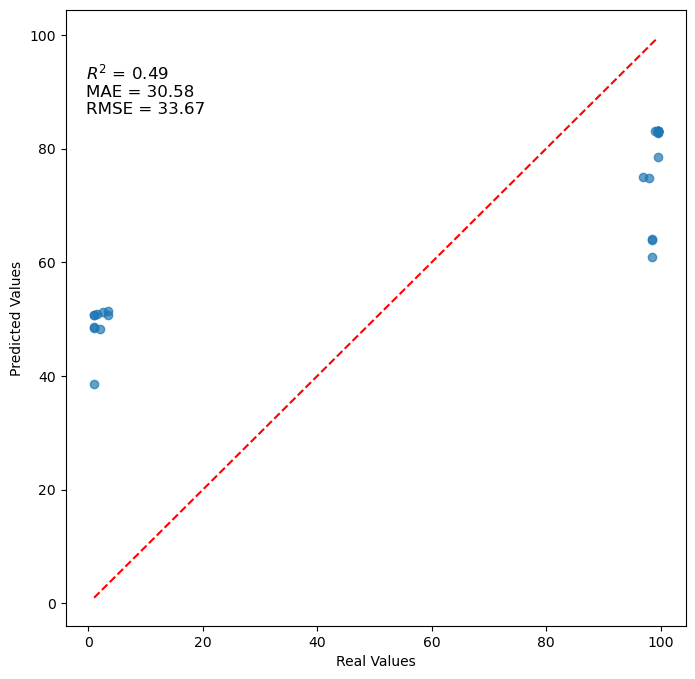 R² = 0.49
MAE = 30.58
RMSE = 33.67
100
80
60
40
20
0
Predicted Values
0 20 40 60 80 100
Real Values